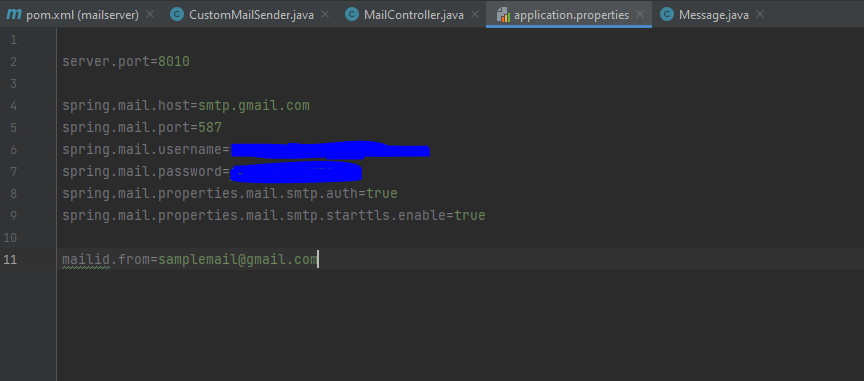 pom.xml (mailserver) CustomMailSender.java MailController.java application.properties Message.java
1
2 server.port=8010
3
4 spring.mail.host=smtp.gmail.com
5 spring.mail.port=587
6 spring.mail.username=
7 spring.mail.password=
8 spring.mail.properties.mail.smtp.auth=true
9 spring.mail.properties.mail.smtp.starttls.enable=true
10
11 mailid.from=samplemail@gmail.com